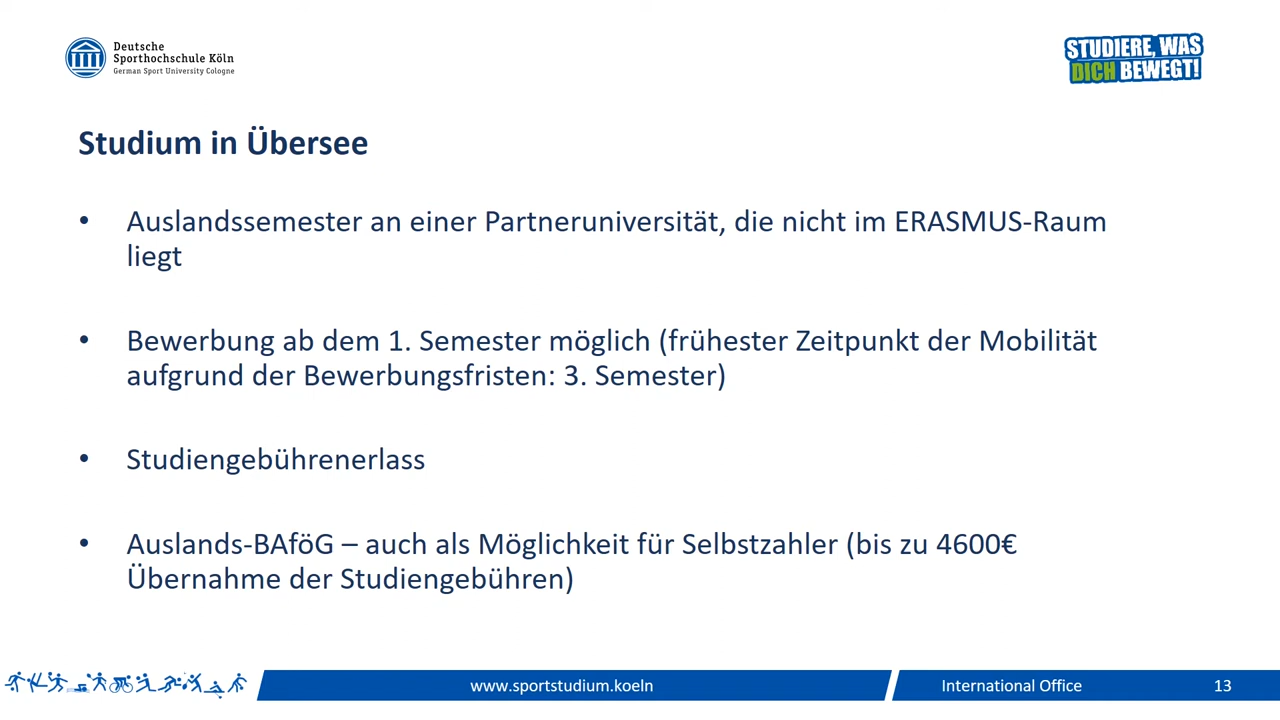 Deutsche
Sporthochschule Köln
German Sport University Cologne
STUDIERE, WAS
DICH BEWEGT!
Studium in Übersee
• Auslandssemester an einer Partneruniversität, die nicht im ERASMUS-Raum
liegt
• Bewerbung ab dem 1. Semester möglich (frühester Zeitpunkt der Mobilität
aufgrund der Bewerbungsfristen: 3. Semester)
• Studiengebührenerlass
• Auslands-BAföG – auch als Möglichkeit für Selbstzahler (bis zu 4600€
Übernahme der Studiengebühren)
www.sportstudium.koeln
International Office
13